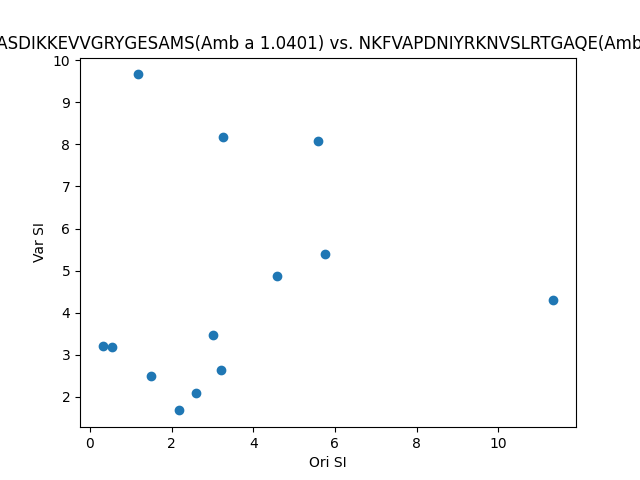 ASDIKKEVVGRYGESAMS(Amb a 1.0401) vs. NKFVAPDNIYRKNVSLRTGAQE(Amb
10
9
8
7
6
5
4
3
2
Var SI
0 2 4 6 8 10
Ori SI